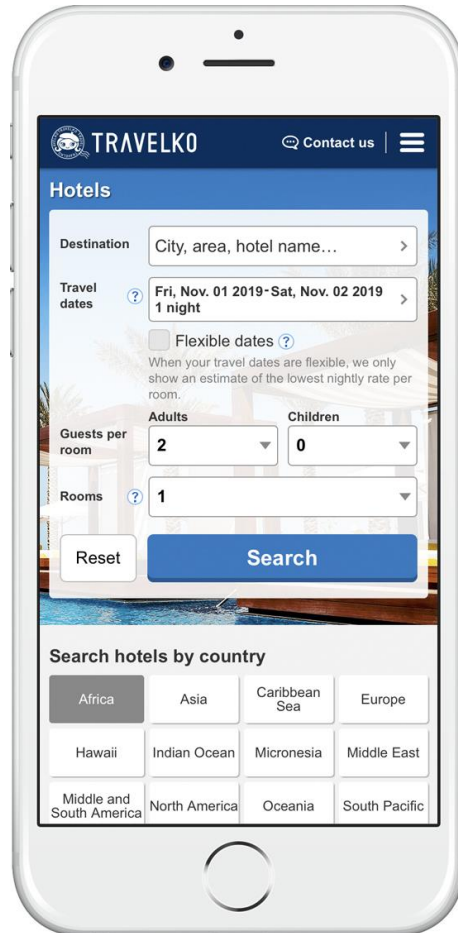 TRAVELKO
Contact us
Hotels
Destination
City, area, hotel name…
Travel
dates
?
Fri, Nov. 01 2019-Sat, Nov. 02 2019
1 night
Flexible dates ?
When your travel dates are flexible, we only
show an estimate of the lowest nightly rate per
room.
Adults
Children
Guests per
room
2
0
Rooms ?
1
Reset
Search
Search hotels by country
Africa
Asia
Caribbean
Sea
Europe
Hawaii
Indian Ocean
Micronesia
Middle East
Middle and
South America
North America
Oceania
South Pacific